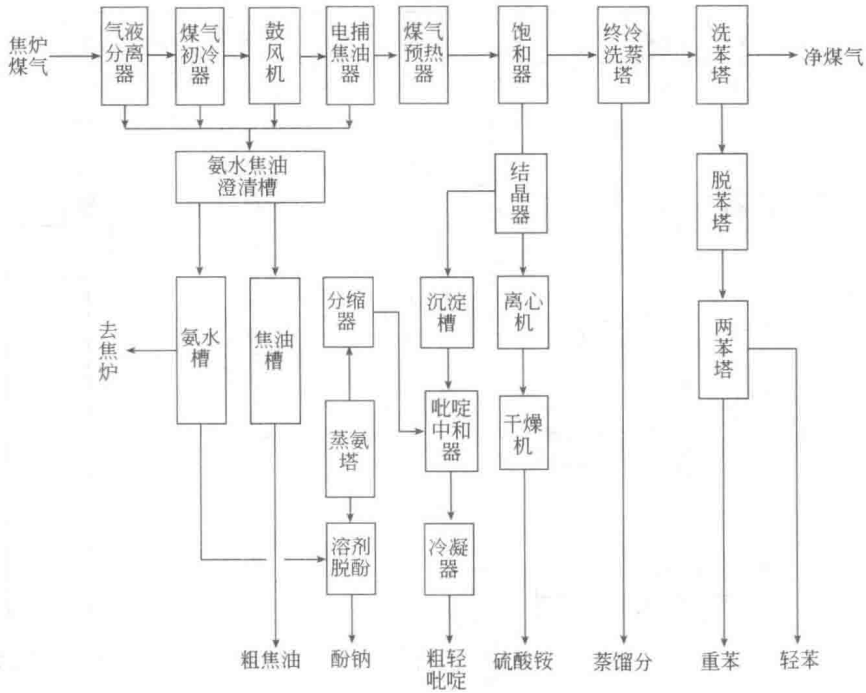 焦炉
煤气
气液
分离
器
煤气
初冷
器
鼓
风
机
电捕
焦油
器
煤气
预热
器
饱
和
器
终冷
洗萘
塔
洗
苯
塔
净煤气
氨水焦油
澄清槽
结
晶
器
脱
苯
塔
去
焦
炉
氨水
槽
焦油
槽
分缩
器
沉淀
槽
离心
机
两
苯
塔
蒸氨
塔
吡啶
中和
器
干燥
机
溶剂
脱酚
冷凝
器
粗焦油
酚钠
粗轻
吡啶
硫酸铵
萘馏分
重苯
轻苯